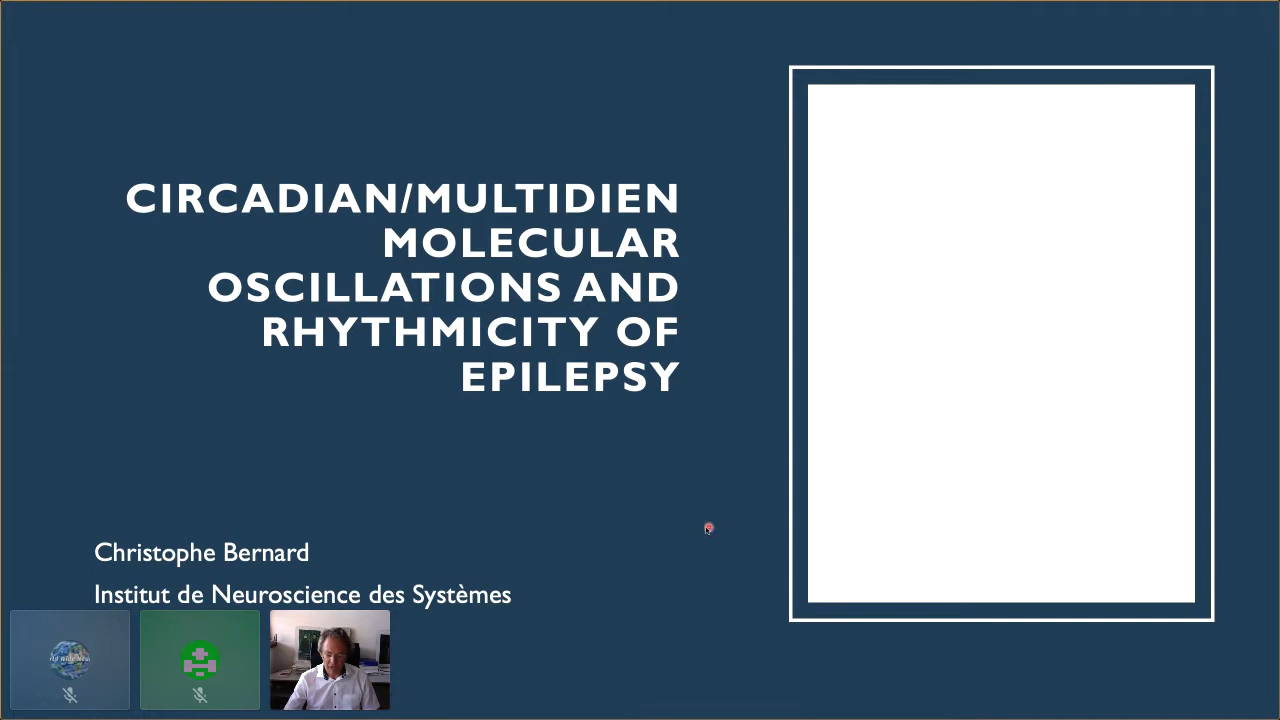 CIRCADIAN/MULTIDIEN
MOLECULAR
OSCILLATIONS AND
RHYTHMICITY OF
EPILEPSY
Christophe Bernard
Institut de Neuroscience des Systèmes